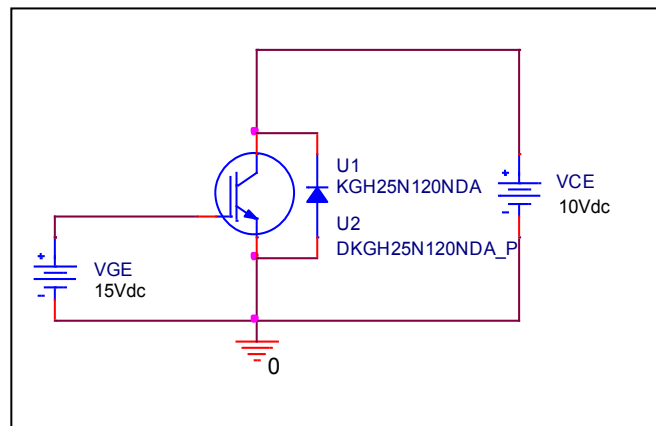 U1
KGH25N120NDA
U2
DKGH25N120NDA_P
+
VCE
-
10Vdc
+
VGE
-
15Vdc
0